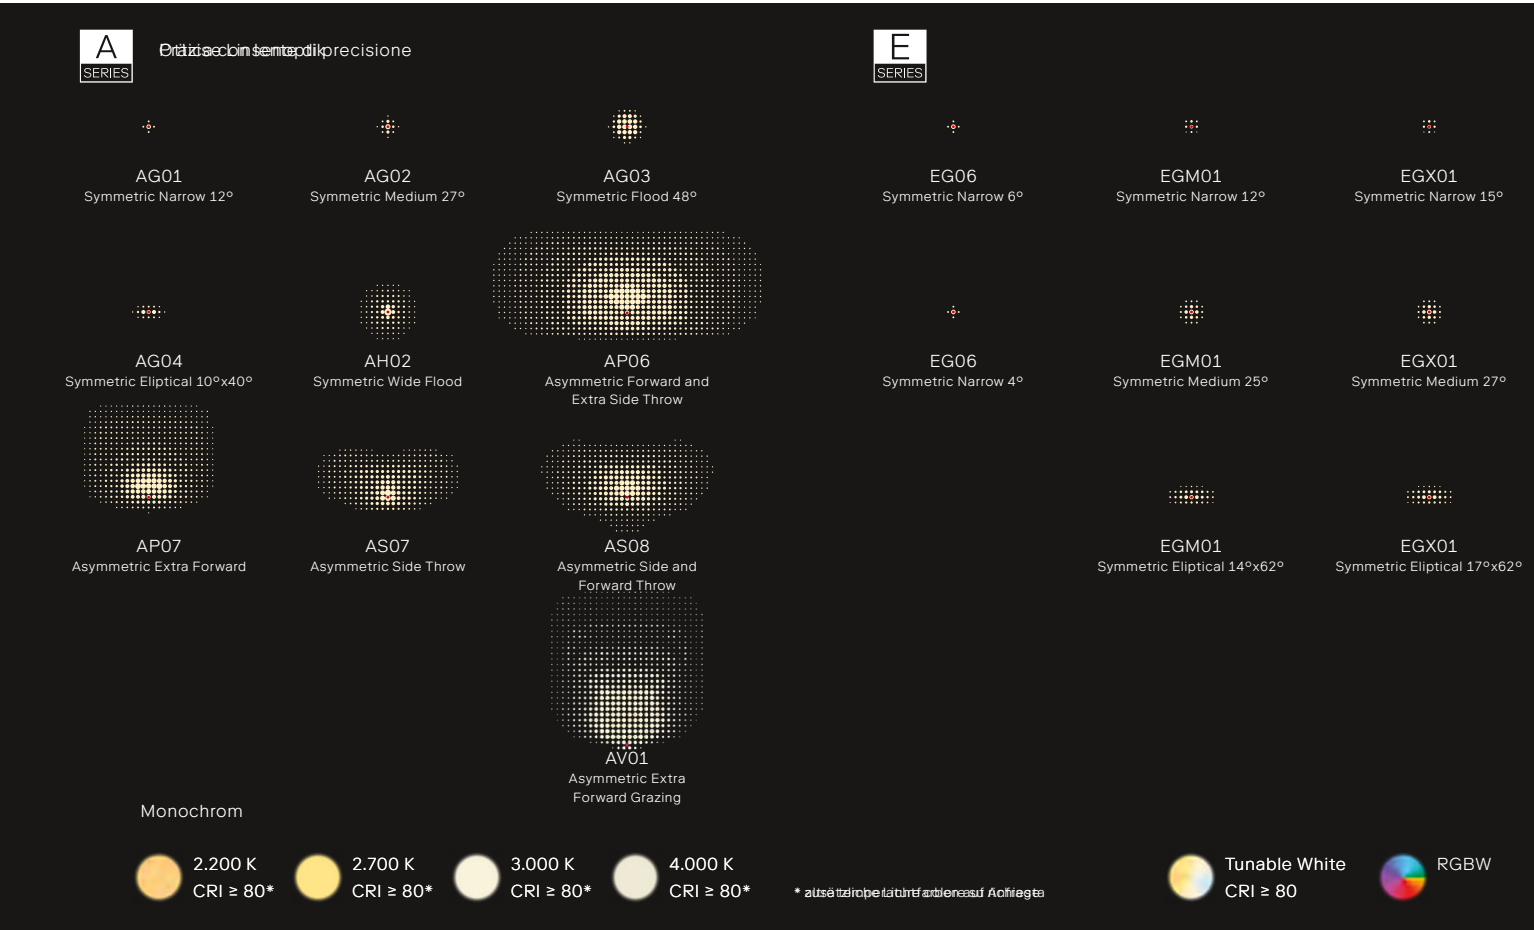 A
SERIES
E
SERIES
AG01
Symmetric Narrow 12°
AG02
Symmetric Medium 27°
AG03
Symmetric Flood 48°
EG06
Symmetric Narrow 6°
EGM01
Symmetric Narrow 12°
EGX01
Symmetric Narrow 15°
AG04
Symmetric Eliptical 10°x40°
AH02
Symmetric Wide Flood
AP06
Asymmetric Forward and
Extra Side Throw
EG06
Symmetric Narrow 4°
EGM01
Symmetric Medium 25°
EGX01
Symmetric Medium 27°
AP07
Asymmetric Extra Forward
AS07
Asymmetric Side Throw
AS08
Asymmetric Side and
Forward Throw
EGM01
Symmetric Eliptical 14°x62°
EGX01
Symmetric Eliptical 17°x62°
AV01
Asymmetric Extra
Forward Grazing
Monochrom
2.200 K
CRI ≥ 80*
2.700 K
CRI ≥ 80*
3.000 K
CRI ≥ 80*
4.000 K
CRI ≥ 80*
Tunable White
CRI ≥ 80
RGBW